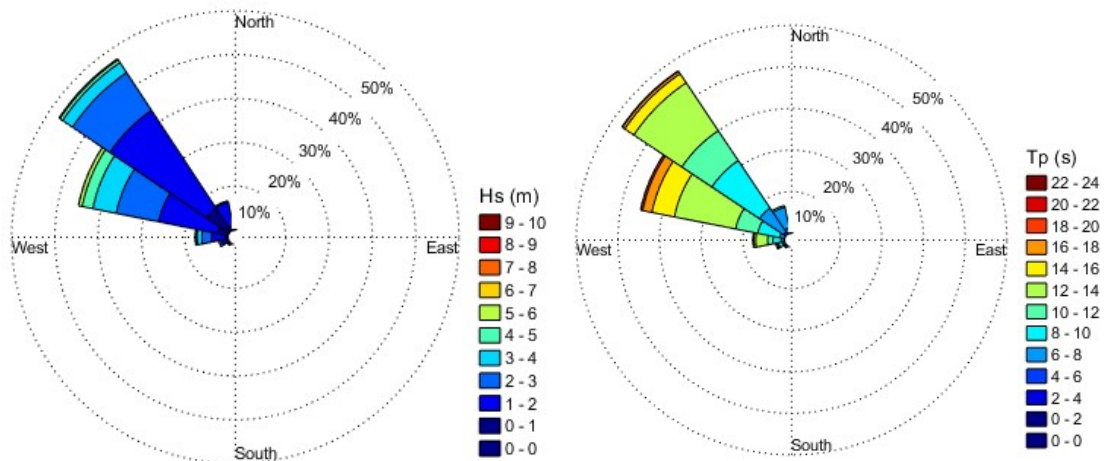 North
50%
40%
30%
20%
10%
West
East
South
Hs (m)
9 - 10
8 - 9
7 - 8
6 - 7
5 - 6
4 - 5
3 - 4
2 - 3
1 - 2
0 - 1
0 - 0
North
50%
40%
30%
20%
10%
West
East
South
Tp (s)
22 - 24
20 - 22
18 - 20
16 - 18
14 - 16
12 - 14
10 - 12
8 - 10
6 - 8
4 - 6
2 - 4
0 - 2
0 - 0